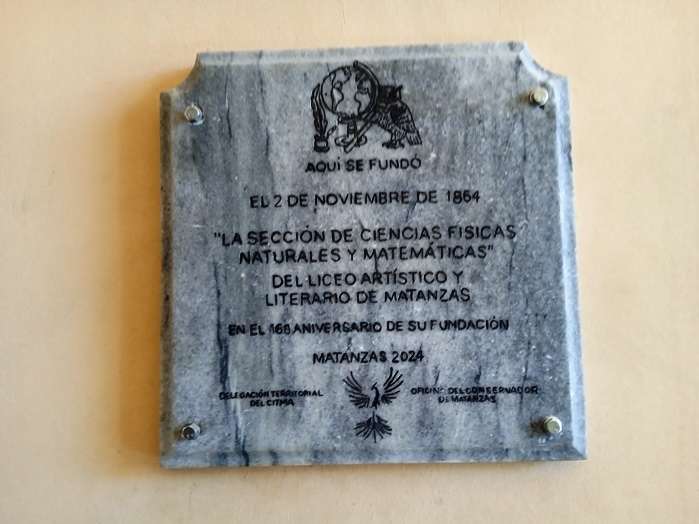 AQUÍ SE FUNDÓ
EL 2 DE NOVIEMBRE DE 1864
"LA SECCIÓN DE CIENCIAS FISICAS
NATURALES Y MATEMÁTICAS"
DEL LICEO ARTÍSTICO Y
LITERARIO DE MATANZAS
EN EL ANIVERSARIO DE SU FUNDACIÓN
MATANZAS 2024
DELEGACIÓN TERRITORIAL
DEL CITMA
OFICINA DEL CONSERVADOR
DE MATANZAS